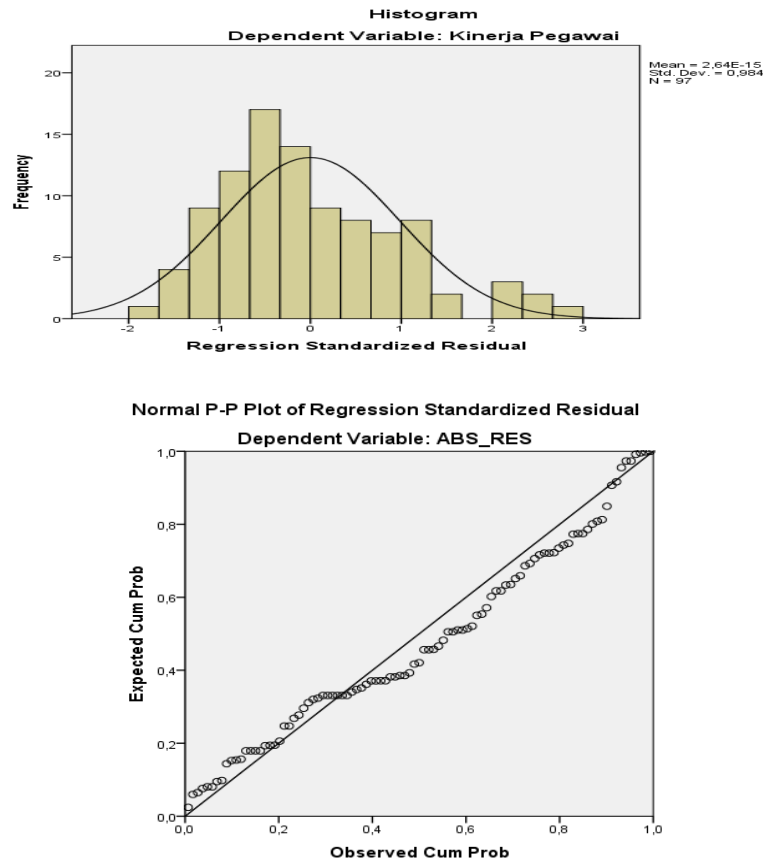 Histogram
Dependent Variable: Kinerja Pegawai
Mean = 2,64E-15
Std. Dev. = 0,984
N = 97
20
15
10
5
0
Frequency
-2 -1 0 1 2 3
Regression Standardized Residual
Normal P-P Plot of Regression Standardized Residual
Dependent Variable: ABS_RES
1,0
0,8
0,6
0,4
0,2
0,0
Expected Cum Prob
0,0 0,2 0,4 0,6 0,8 1,0
Observed Cum Prob